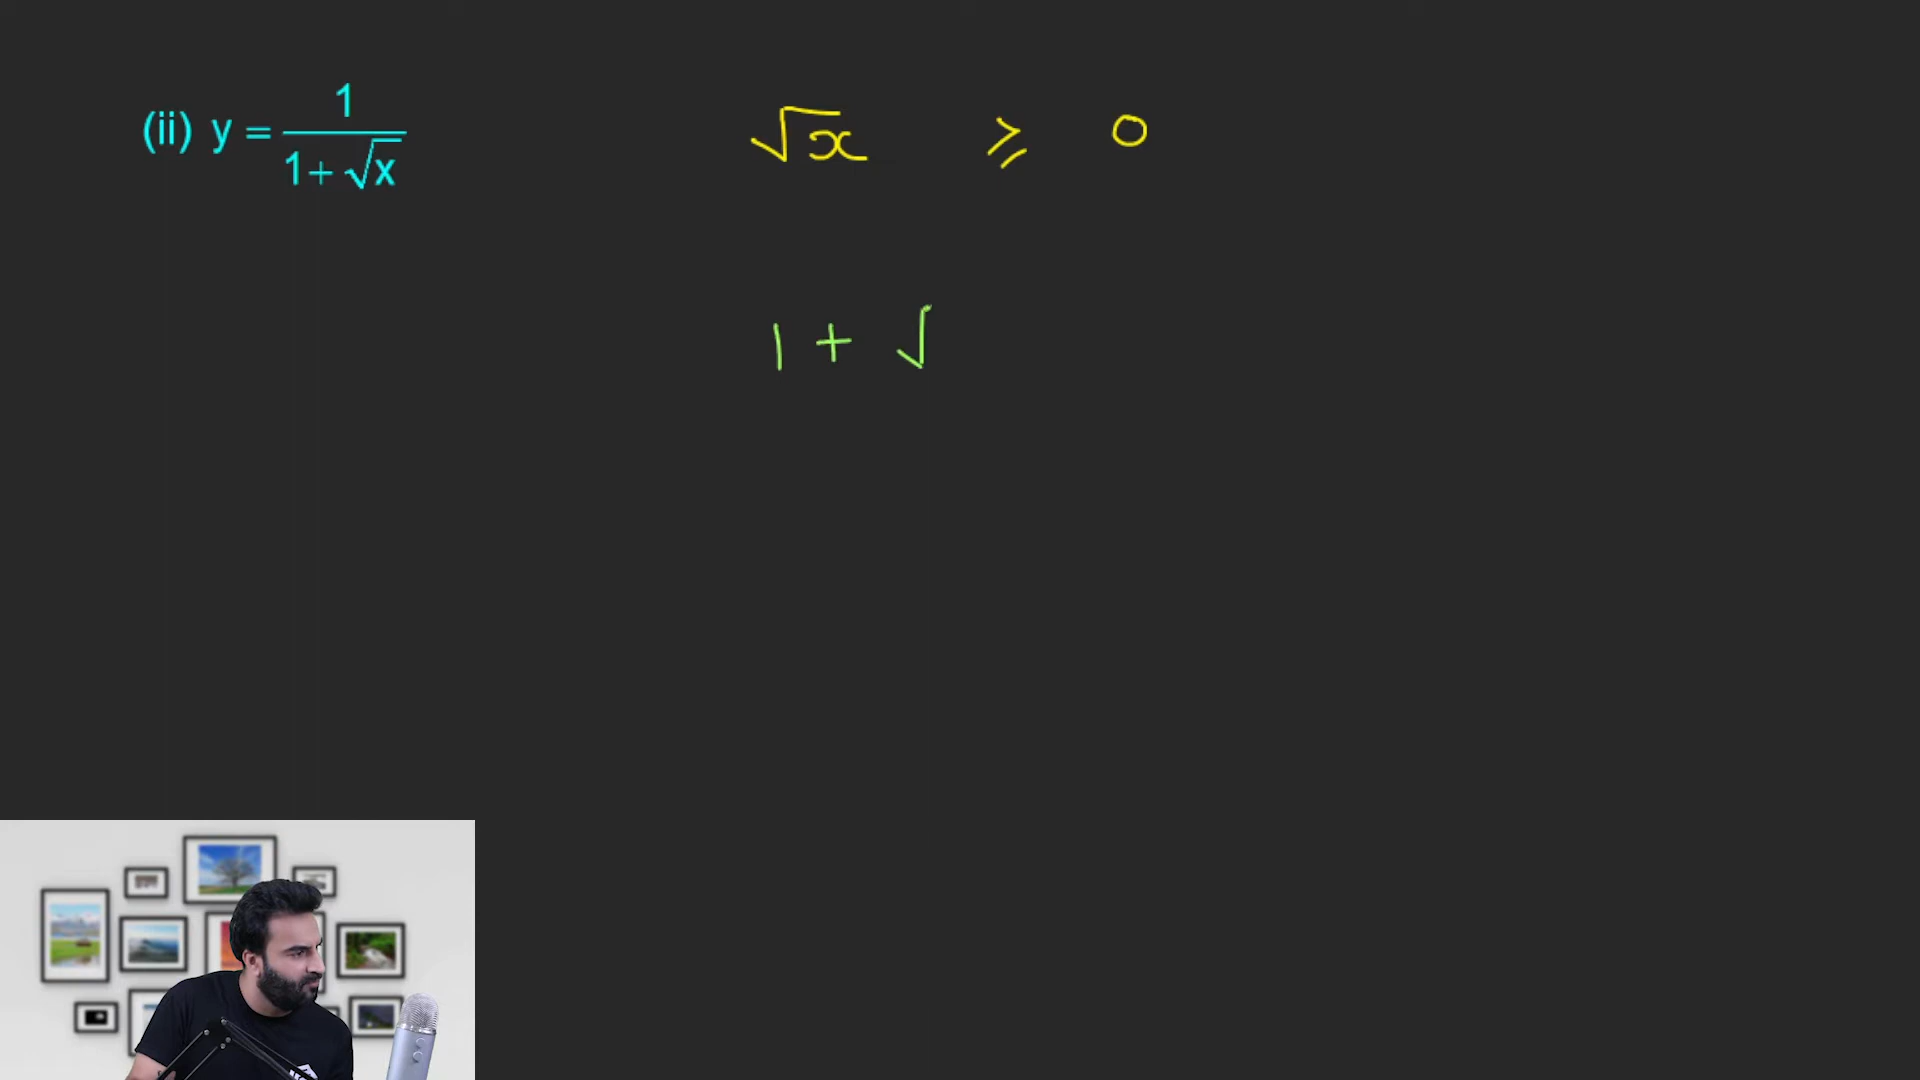 (ii) y = 1 / (1 + √x)
√x ⩾ 0
1 + √